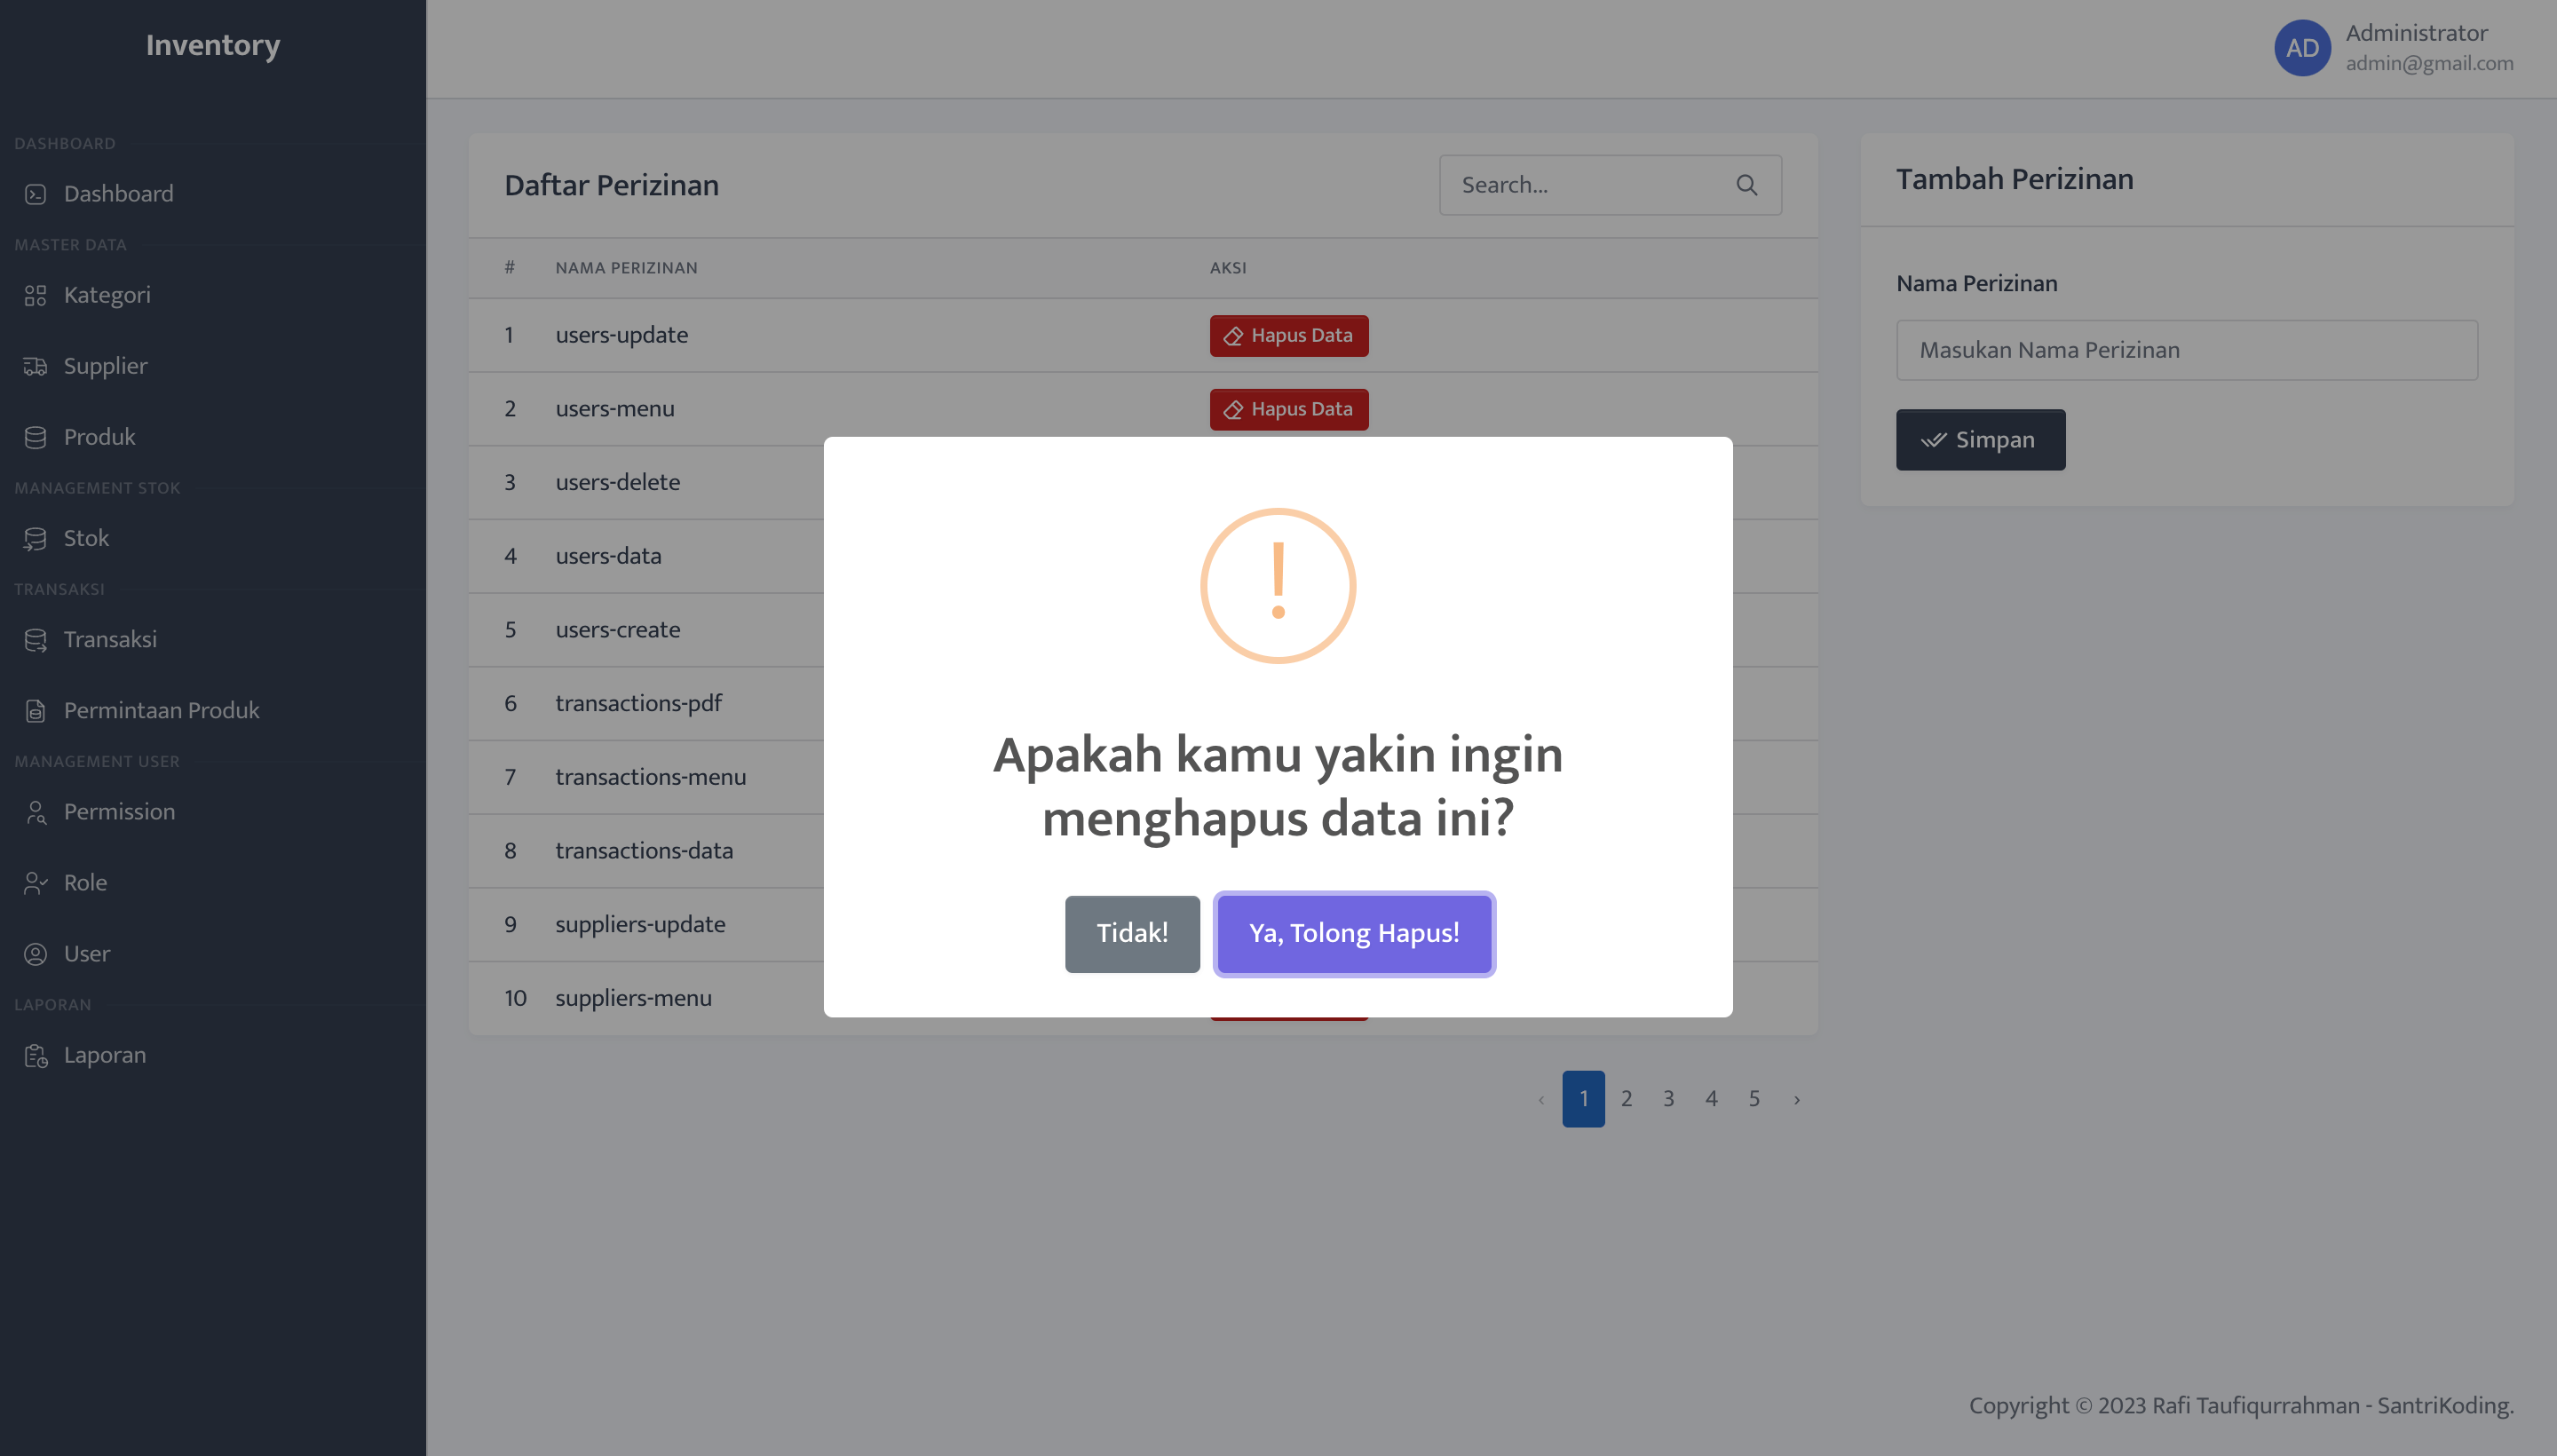 Inventory
AD
Administrator
admin@gmail.com
DASHBOARD
Dashboard
MASTER DATA
Kategori
Supplier
Produk
MANAGEMENT STOK
Stok
TRANSAKSI
Transaksi
Permintaan Produk
MANAGEMENT USER
Permission
Role
User
LAPORAN
Laporan
Daftar Perizinan
Search...
# NAMA PERIZINAN AKSI
1 users-update Hapus Data
2 users-menu Hapus Data
3 users-delete
4 users-data
5 users-create
6 transactions-pdf
7 transactions-menu
8 transactions-data
9 suppliers-update
10 suppliers-menu
‹ 1 2 3 4 5 ›
Tambah Perizinan
Nama Perizinan
Masukan Nama Perizinan
Simpan
!
Apakah kamu yakin ingin
menghapus data ini?
Tidak! Ya, Tolong Hapus!
Copyright © 2023 Rafi Taufiqurrahman - SantriKoding.